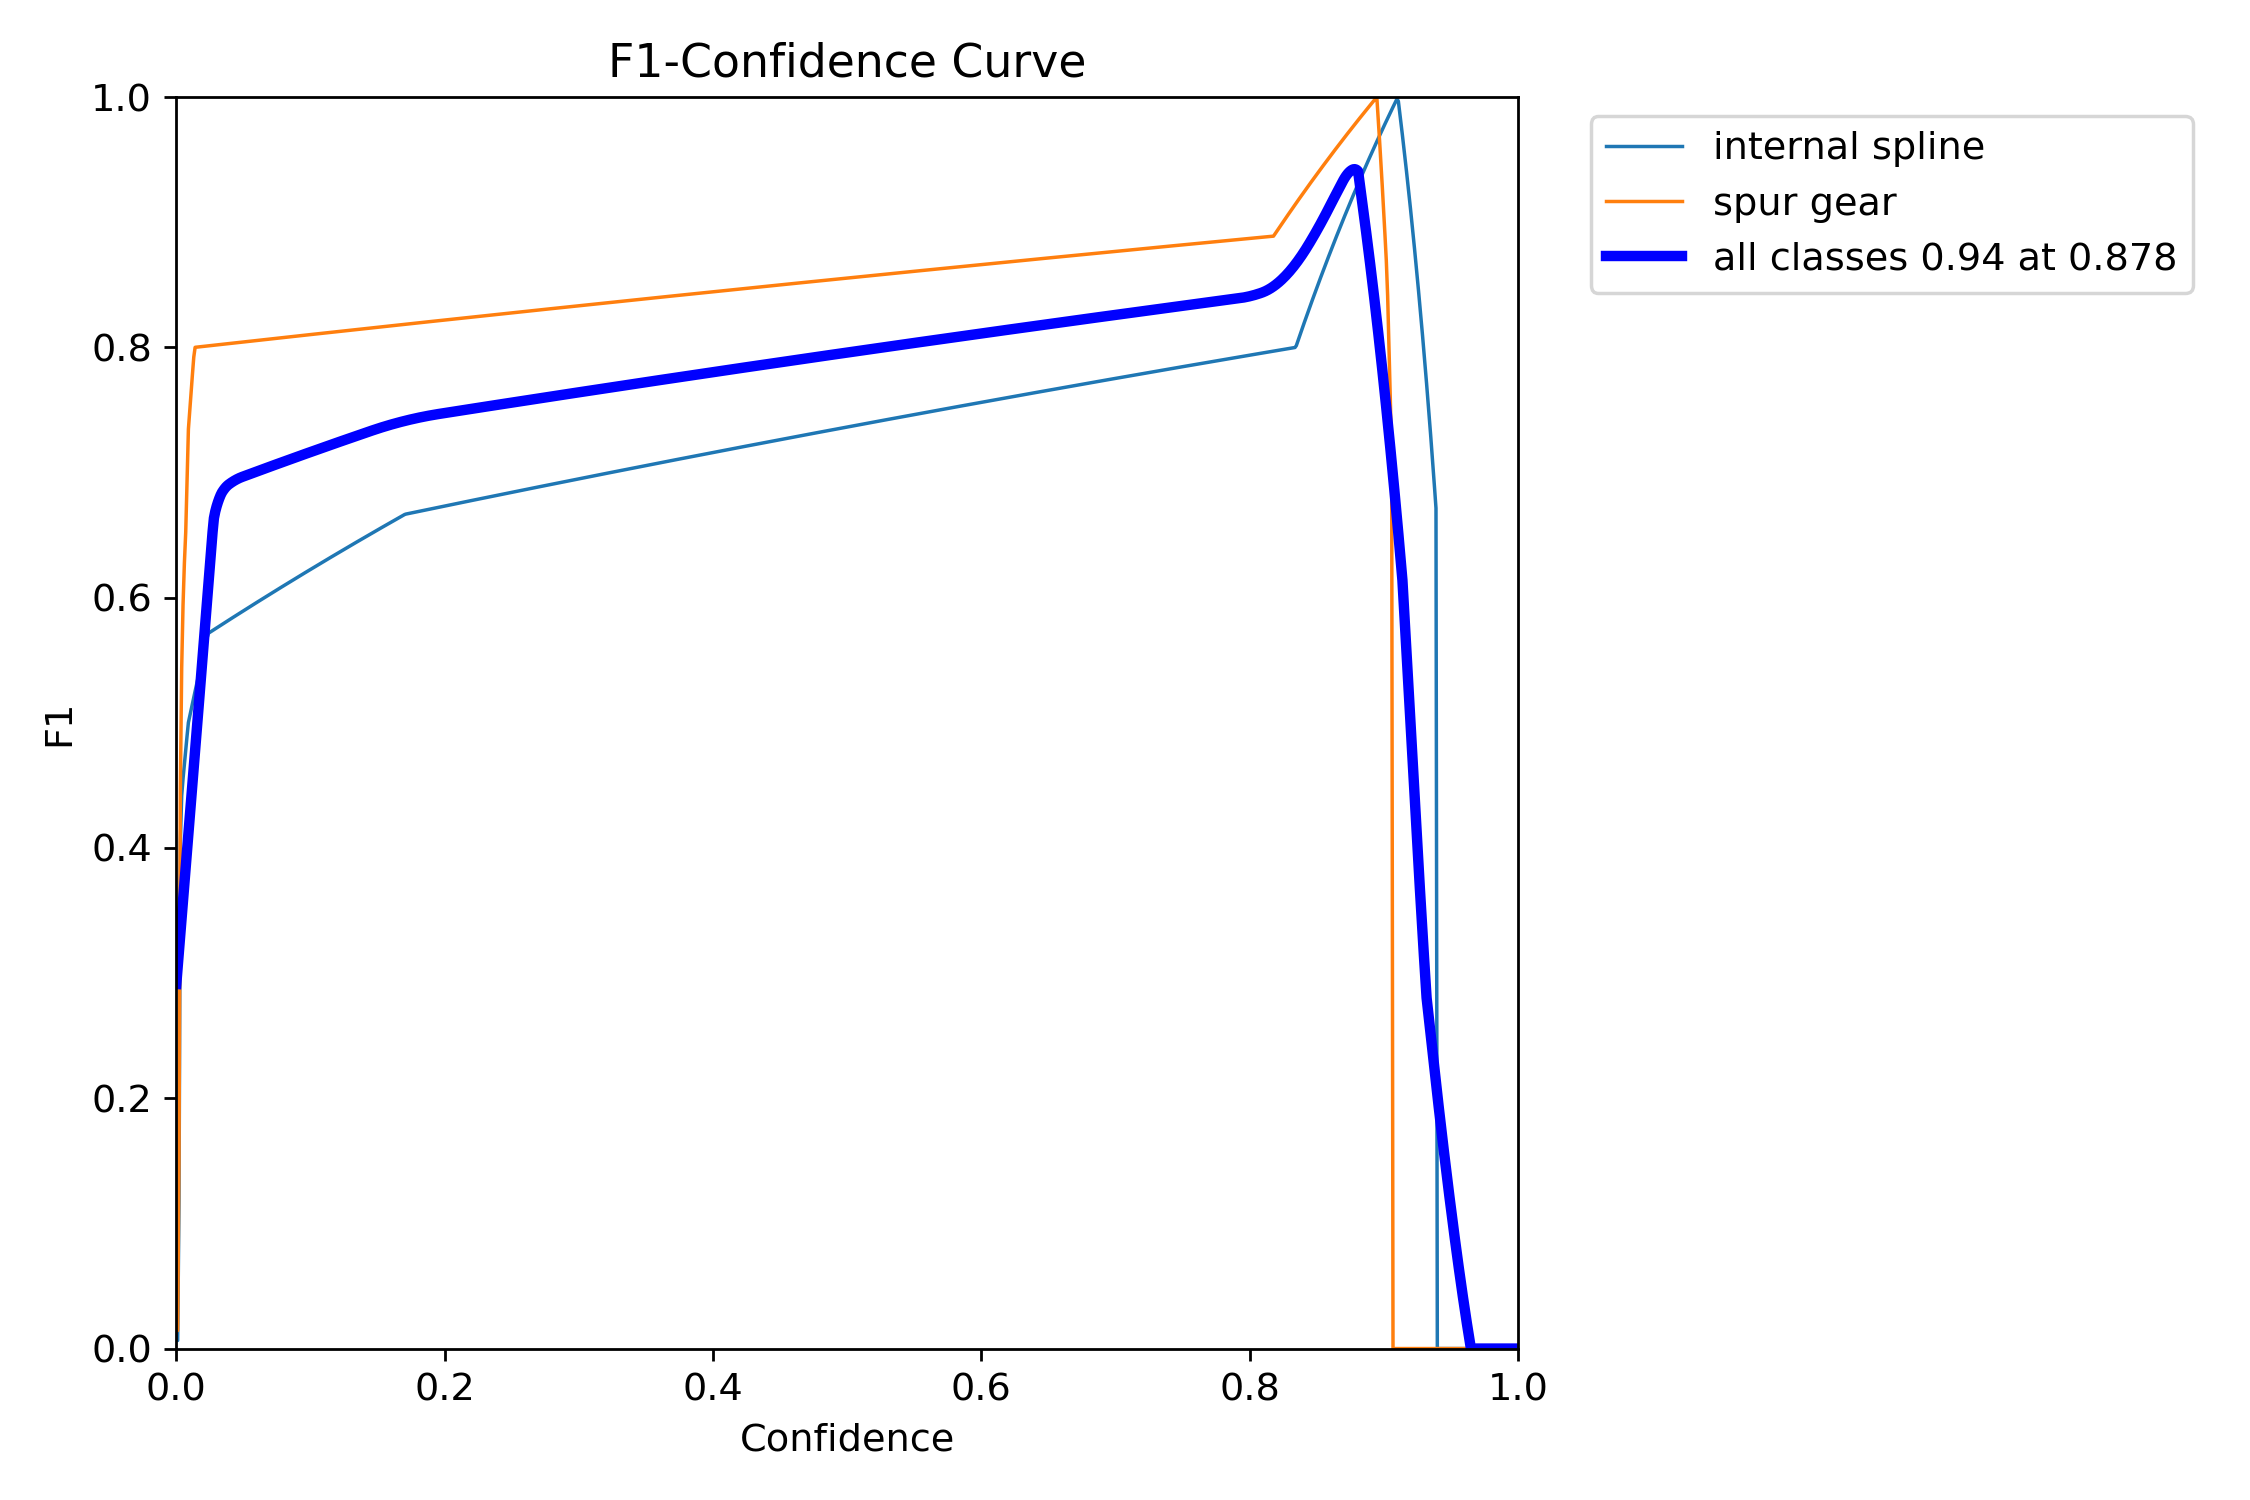 F1-Confidence Curve
1.0
0.8
0.6
0.4
0.2
0.0
F1
0.0 0.2 0.4 0.6 0.8 1.0
Confidence
internal spline
spur gear
all classes 0.94 at 0.878